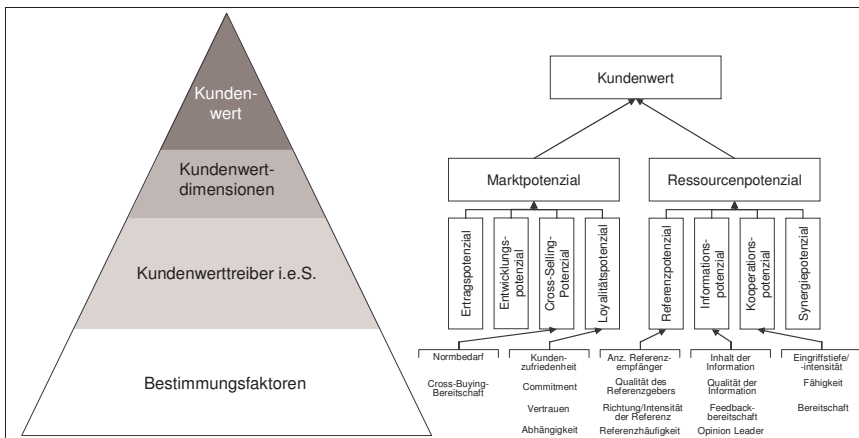 Kunden-
wert
Kundenwert-
dimensionen
Kundenwerttreiber i.e.S.
Bestimmungsfaktoren
Kundenwert
Marktpotenzial
Ressourcenpotenzial
Ertragspotenzial
Entwicklungs-
potenzial
Cross-Selling-
Potenzial
Loyalitätspotenzial
Referenzpotenzial
Informations-
potenzial
Kooperations-
potenzial
Synergiepotenzial
Normbedarf
Cross-Buying-
Bereitschaft
Kunden-
zufriedenheit
Commitment
Vertrauen
Abhängigkeit
Anz. Referenz-
empfänger
Qualität des
Referenzgebers
Richtung/Intensität
der Referenz
Referenzhäufigkeit
Inhalt der
Information
Qualität der
Information
Feedback-
bereitschaft
Opinion Leader
Eingriffstiefe/
-intensität
Fähigkeit
Bereitschaft